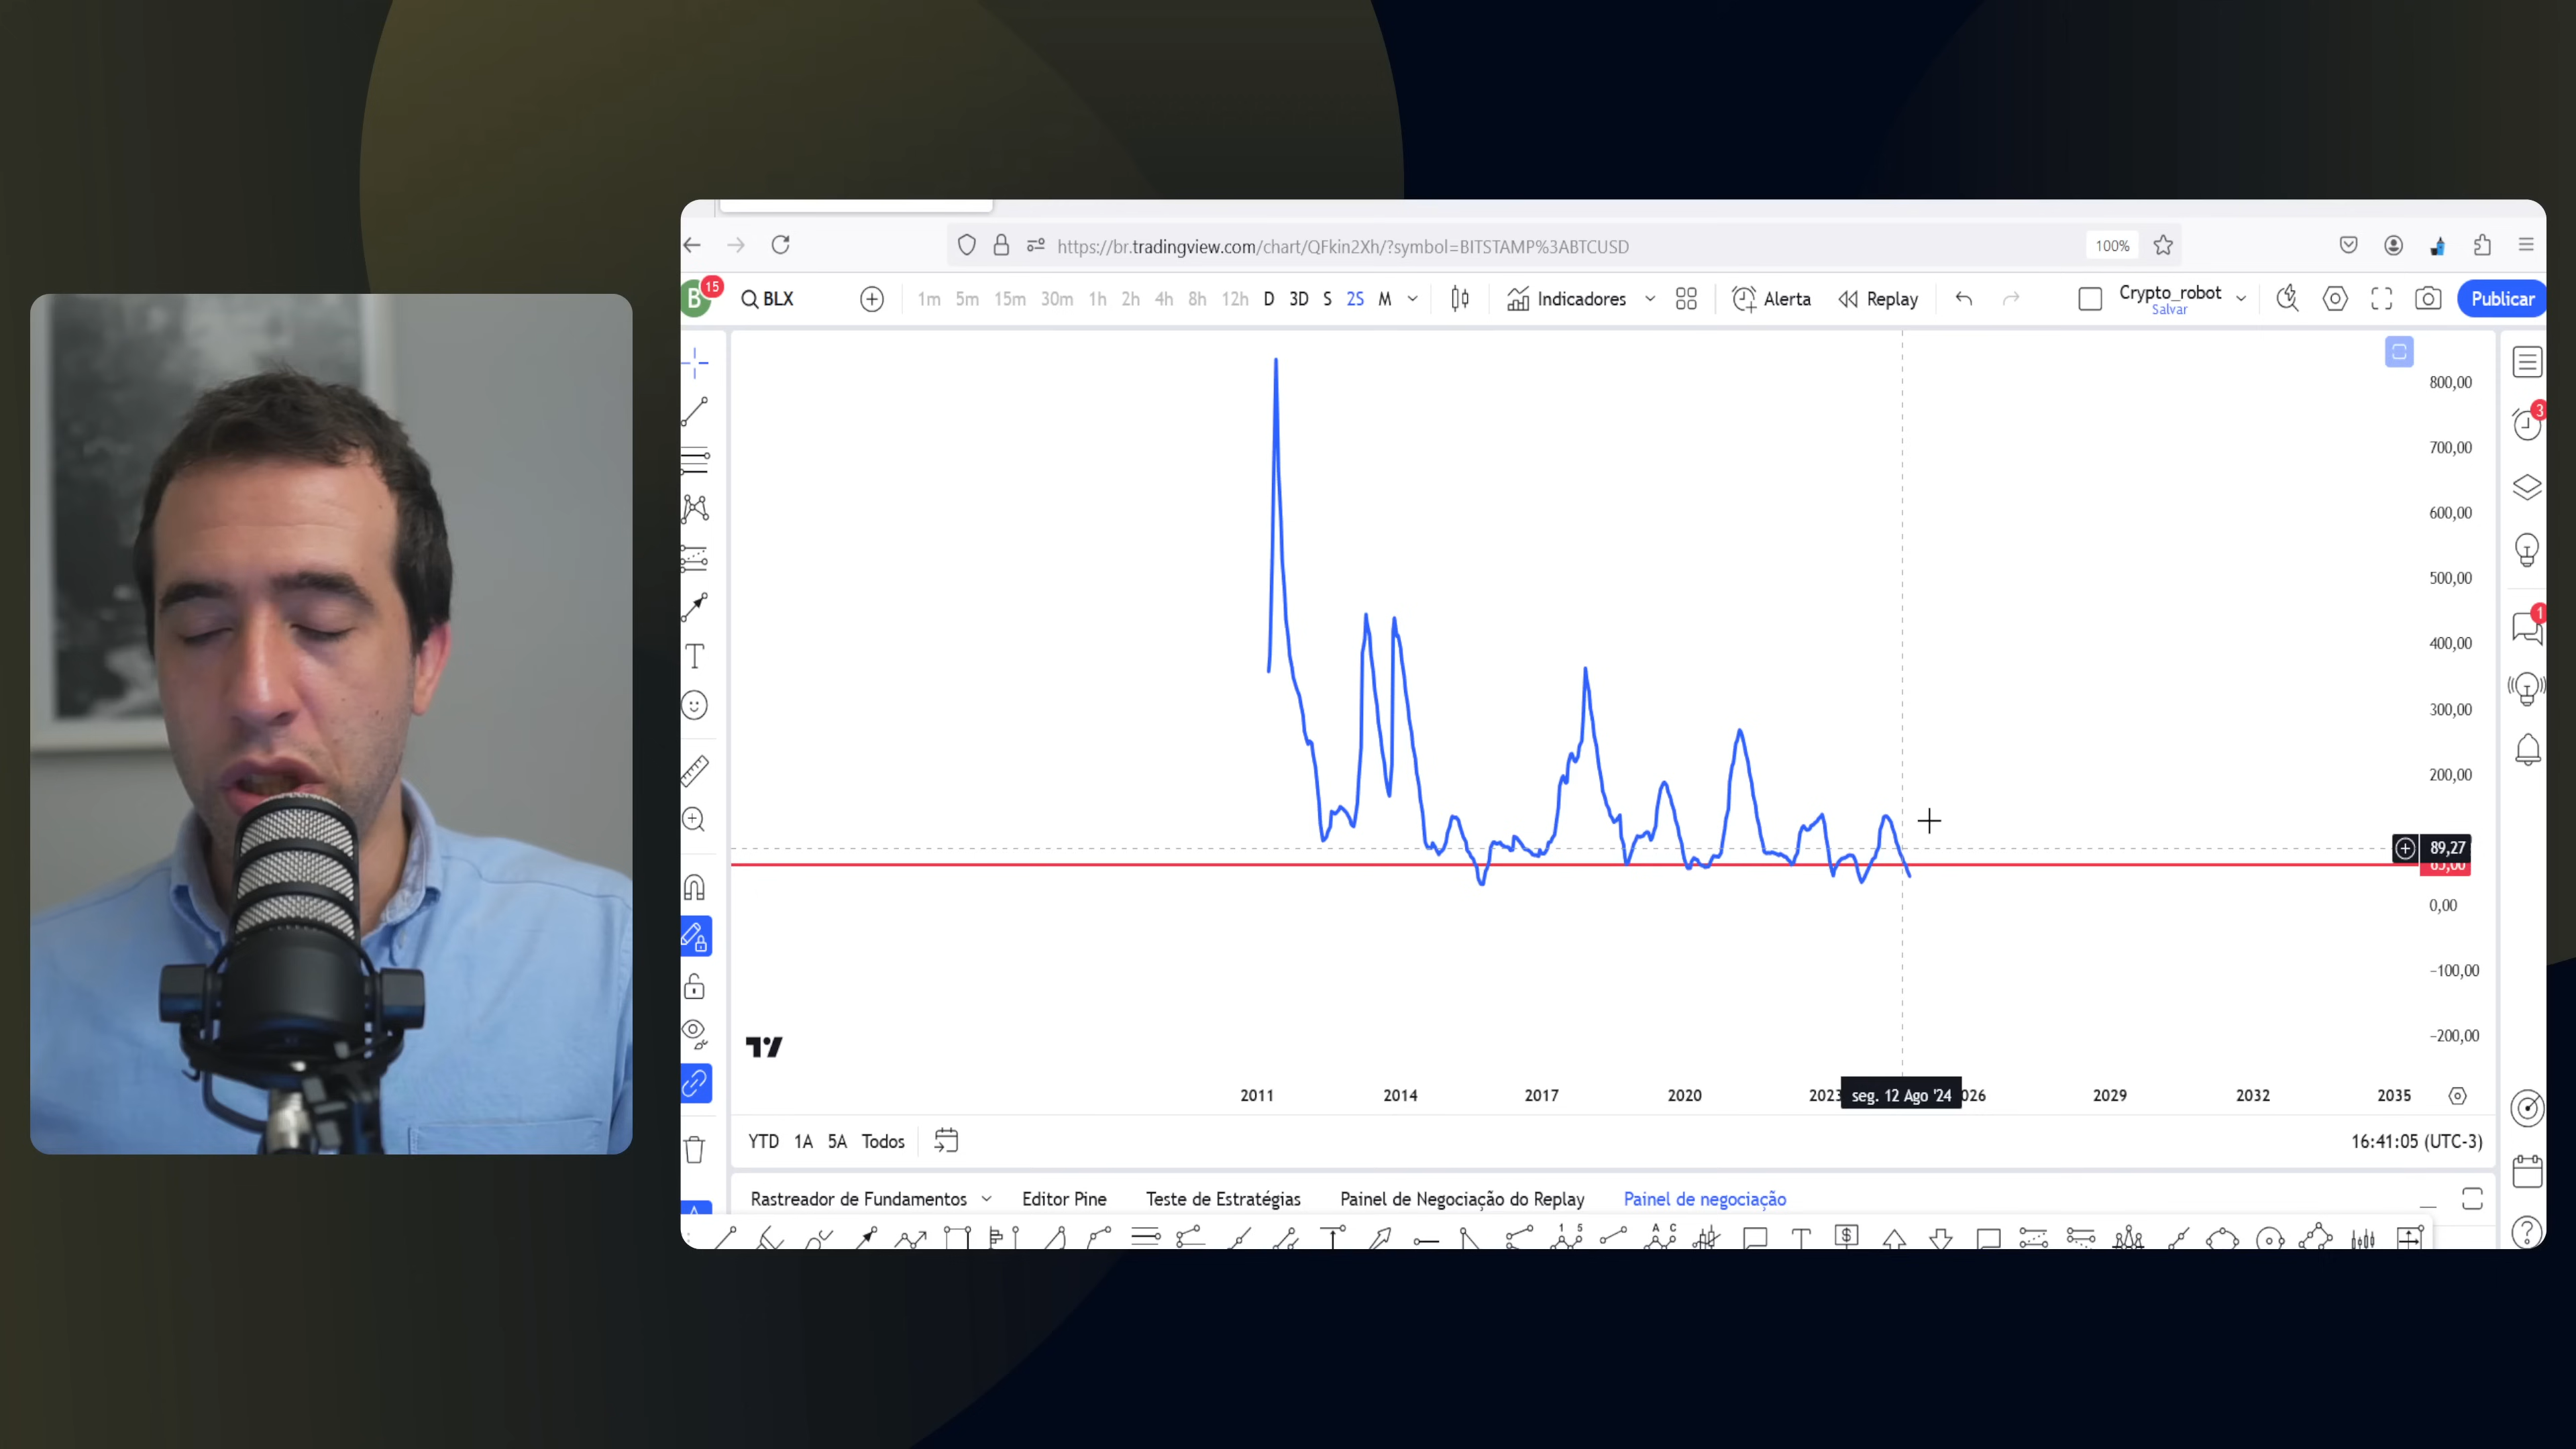 https://br.tradingview.com/chart/QFkin2Xh/?symbol=BITSTAMP%3ABTCUSD
100%
B
15
BLX
1m 5m 15m 30m 1h 2h 4h 8h 12h D 3D S 2S M
Indicadores
Alerta
Replay
Crypto_robot
Salvar
Publicar
800,00
700,00
600,00
500,00
400,00
300,00
200,00
89,27
0,00
-100,00
-200,00
3
1
2011 2014 2017 2020 2023 seg. 12 Ago '24 026 2029 2032 2035
YTD 1A 5A Todos
16:41:05 (UTC-3)
Rastreador de Fundamentos Editor Pine Teste de Estratégias Painel de Negociação do Replay Painel de negociação